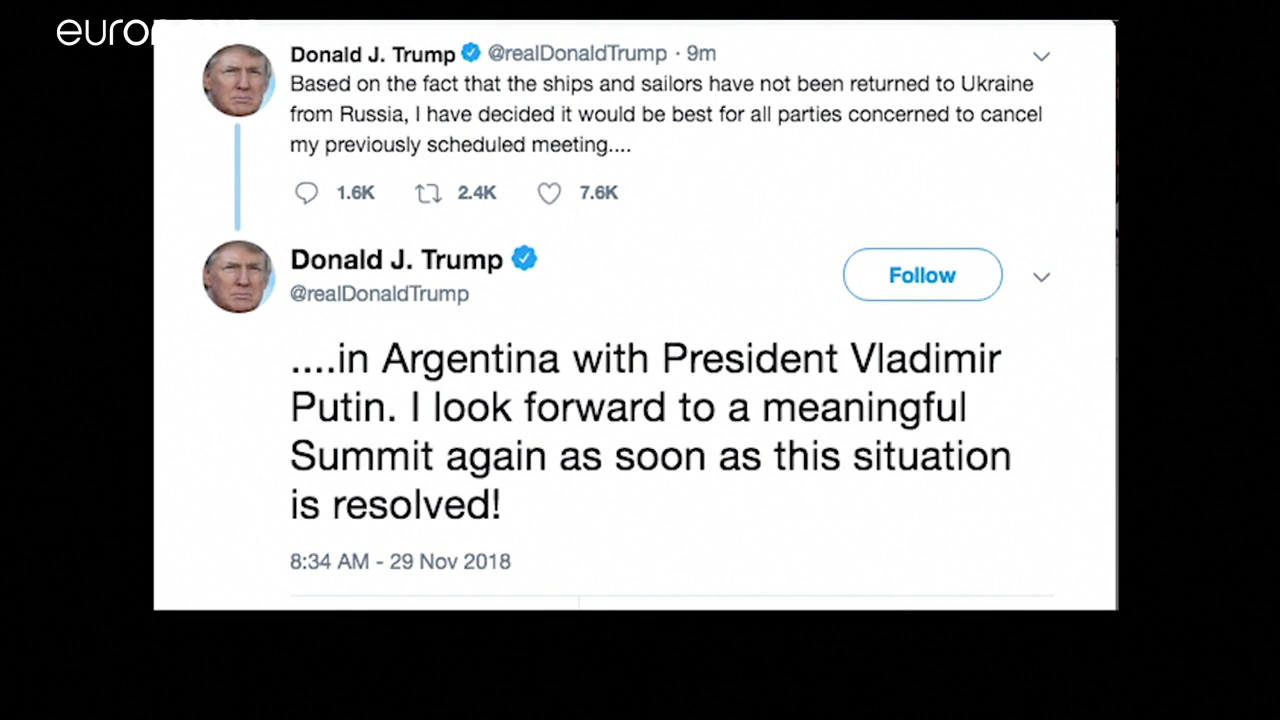 euronews
Donald J. Trump @realDonaldTrump · 9m
Based on the fact that the ships and sailors have not been returned to Ukraine
from Russia, I have decided it would be best for all parties concerned to cancel
my previously scheduled meeting....
1.6K 2.4K 7.6K
Donald J. Trump
@realDonaldTrump
Follow
....in Argentina with President Vladimir
Putin. I look forward to a meaningful
Summit again as soon as this situation
is resolved!
8:34 AM - 29 Nov 2018